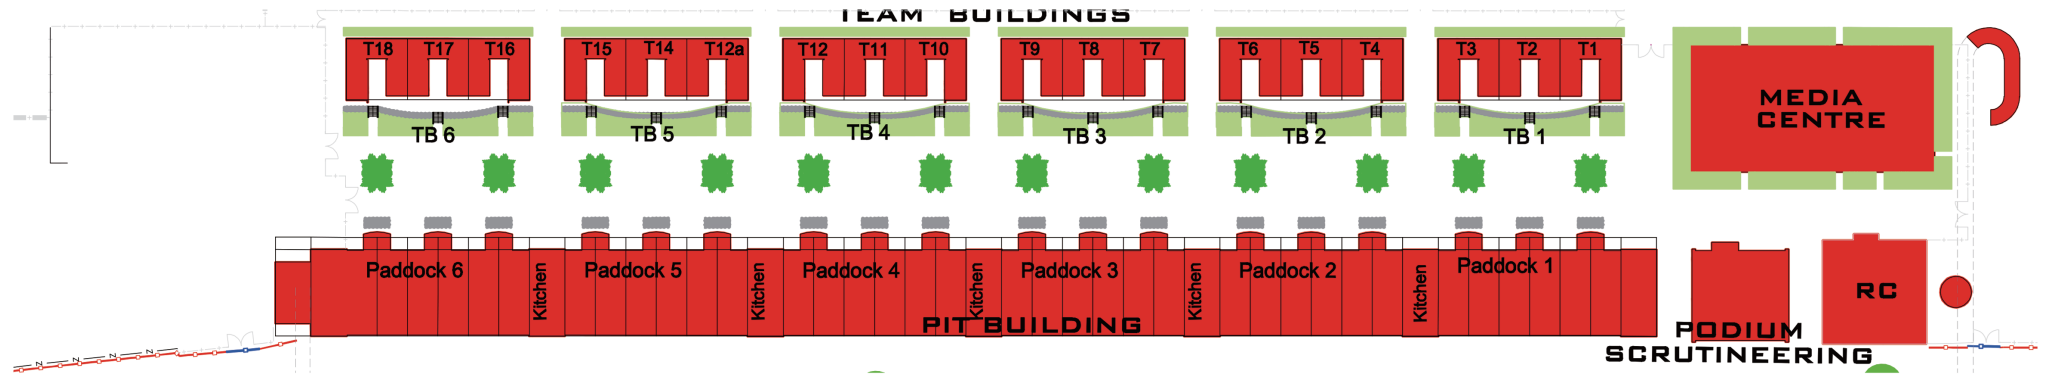 TEAM BUILDINGS
T18 T17 T16 T15 T14 T12a T12 T11 T10 T9 T8 T7 T6 T5 T4 T3 T2 T1
MEDIA
CENTRE
TB 6 TB 5 TB 4 TB 3 TB 2 TB 1
Paddock 6 Kitchen Paddock 5 Kitchen Paddock 4 Kitchen Paddock 3 Kitchen Paddock 2 Kitchen Paddock 1
RC
PIT BUILDING
PODIUM
SCRUTINEERING
N N N N